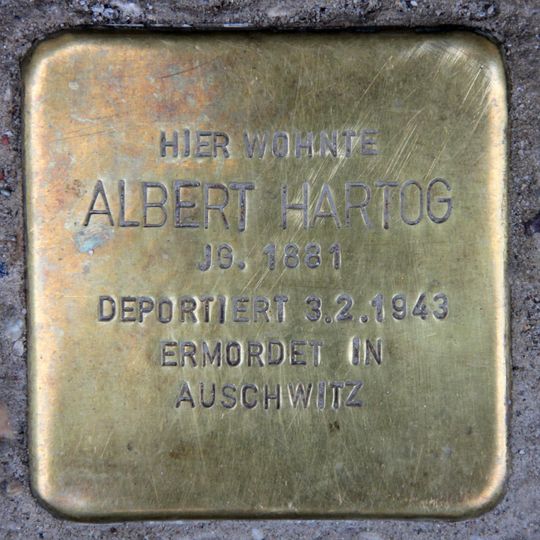 HIER WOHNTE
ALBERT HARTOG
JG. 1881
DEPORTIERT 3.2.1943
ERMORDET IN
AUSCHWITZ